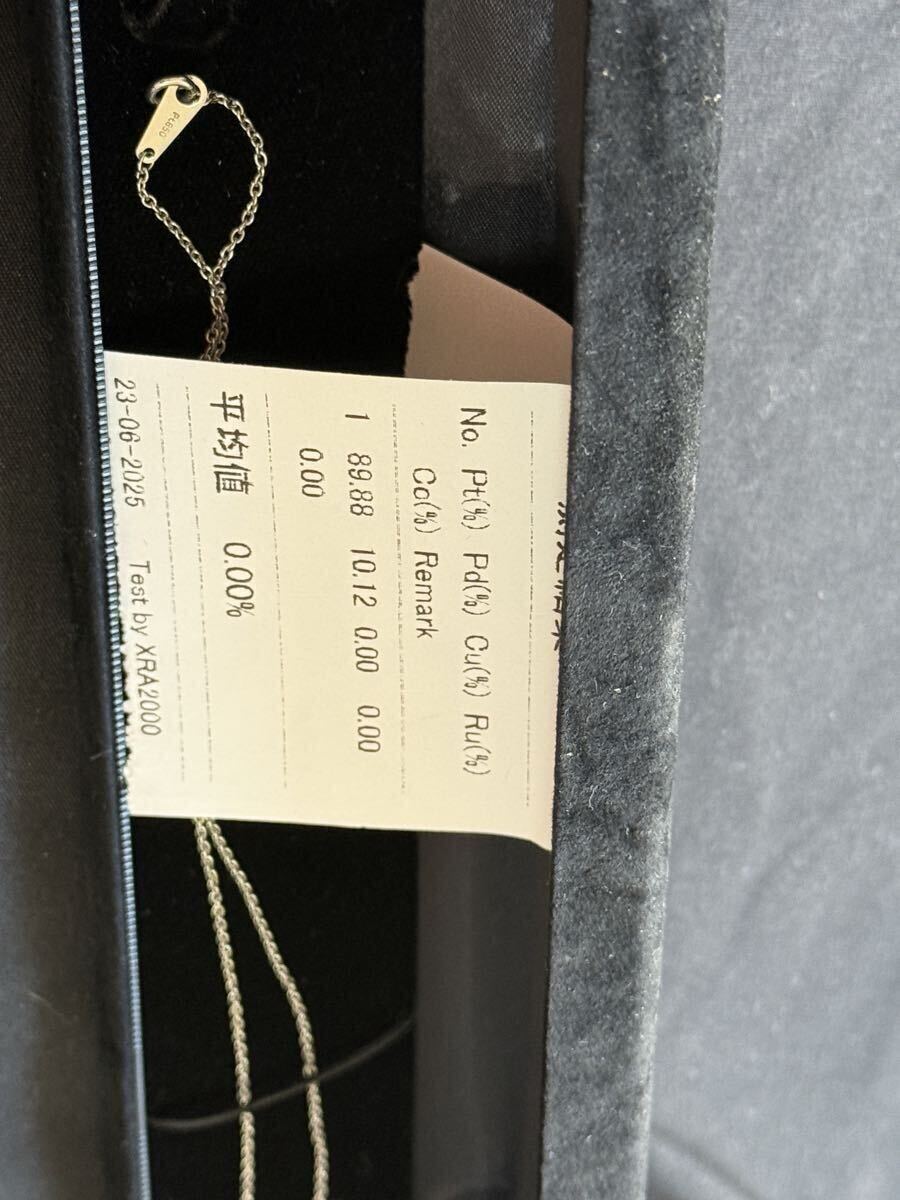 Pt850
No. Pt(%) Pd(%) Cu(%) Ru(%)
Co(%) Remark
1 89.88 10.12 0.00 0.00
0.00
平均值 0.00%
23-06-2025 Test by XRA2000